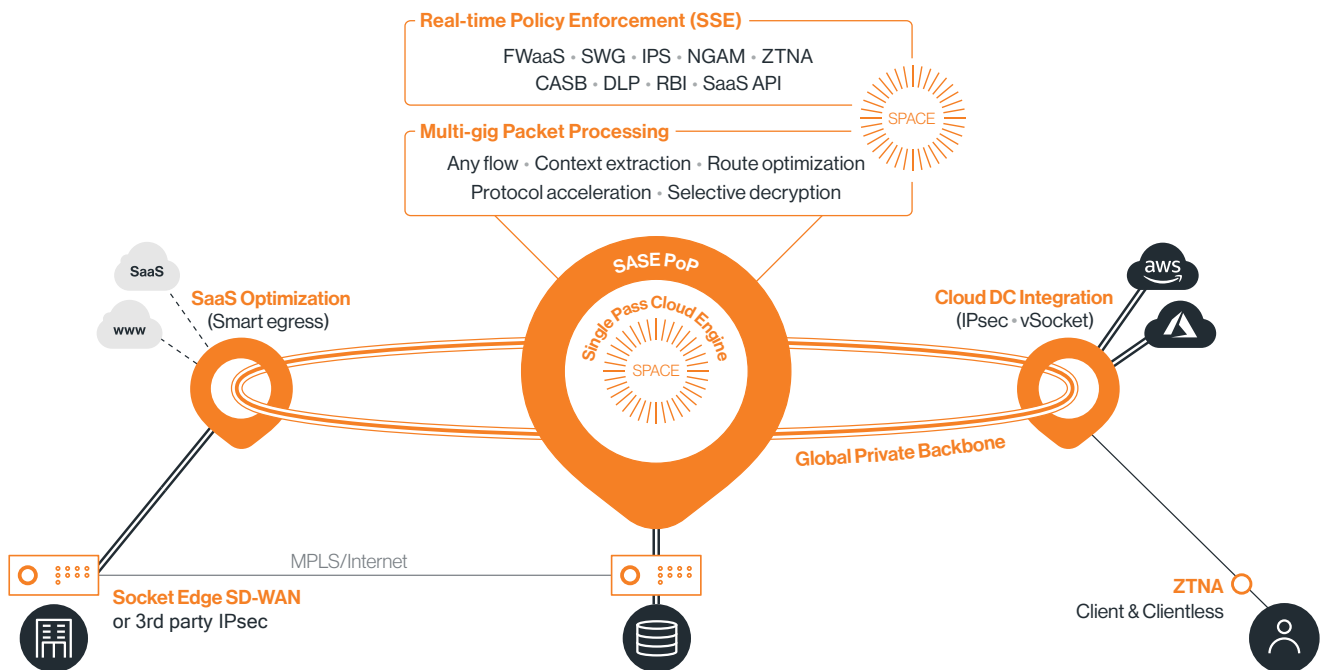 Real-time Policy Enforcement (SSE)
FWaaS • SWG • IPS • NGAM • ZTNA
CASB • DLP • RBI • SaaS API
SPACE
Multi-gig Packet Processing
Any flow • Context extraction • Route optimization
Protocol acceleration • Selective decryption
SaaS
www
SaaS Optimization
(Smart egress)
SASE PoP
Single Pass Cloud Engine
SPACE
Cloud DC Integration
(IPsec • vSocket)
aws
Global Private Backbone
MPLS/Internet
Socket Edge SD-WAN
or 3rd party IPsec
ZTNA
Client & Clientless